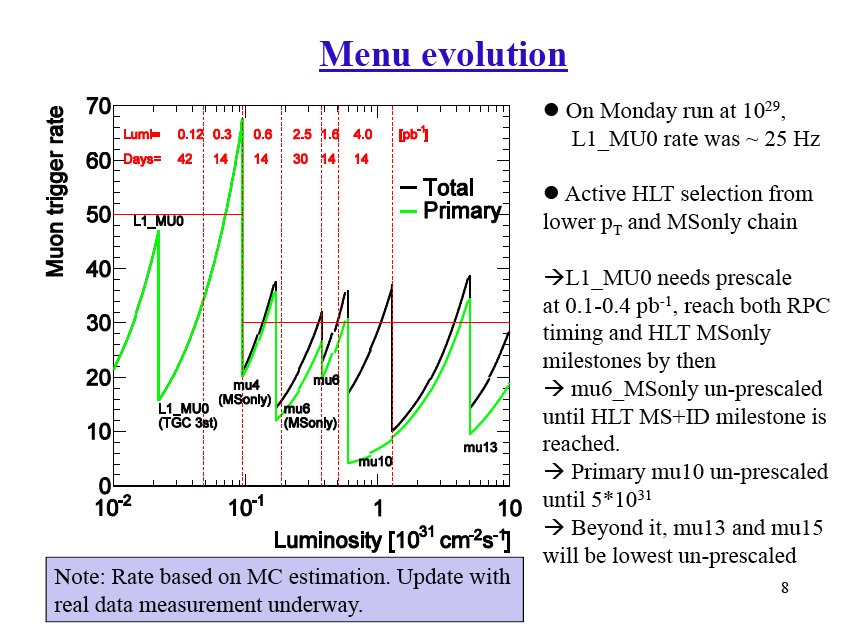 Menu evolution
Muon trigger rate
70
60
50
40
30
20
10
0
Lumi= 0.12 0.3 0.6 2.5 1.6 4.0 [pb⁻¹]
Days= 42 14 14 30 14 14
Total
Primary
L1_MU0
L1_MU0
(TGC 3st)
mu4
(MSonly)
mu6
(MSonly)
mu6
mu10
mu13
10⁻² 10⁻¹ 1 10
Luminosity [10³¹ cm⁻²s⁻¹]
● On Monday run at 10²⁹,
L1_MU0 rate was ~ 25 Hz
● Active HLT selection from
lower pT and MSonly chain
→L1_MU0 needs prescale
at 0.1-0.4 pb⁻¹, reach both RPC
timing and HLT MSonly
milestones by then
→ mu6_MSonly un-prescaled
until HLT MS+ID milestone is
reached.
→ Primary mu10 un-prescaled
until 5*10³¹
→ Beyond it, mu13 and mu15
will be lowest un-prescaled
Note: Rate based on MC estimation. Update with
real data measurement underway.
8